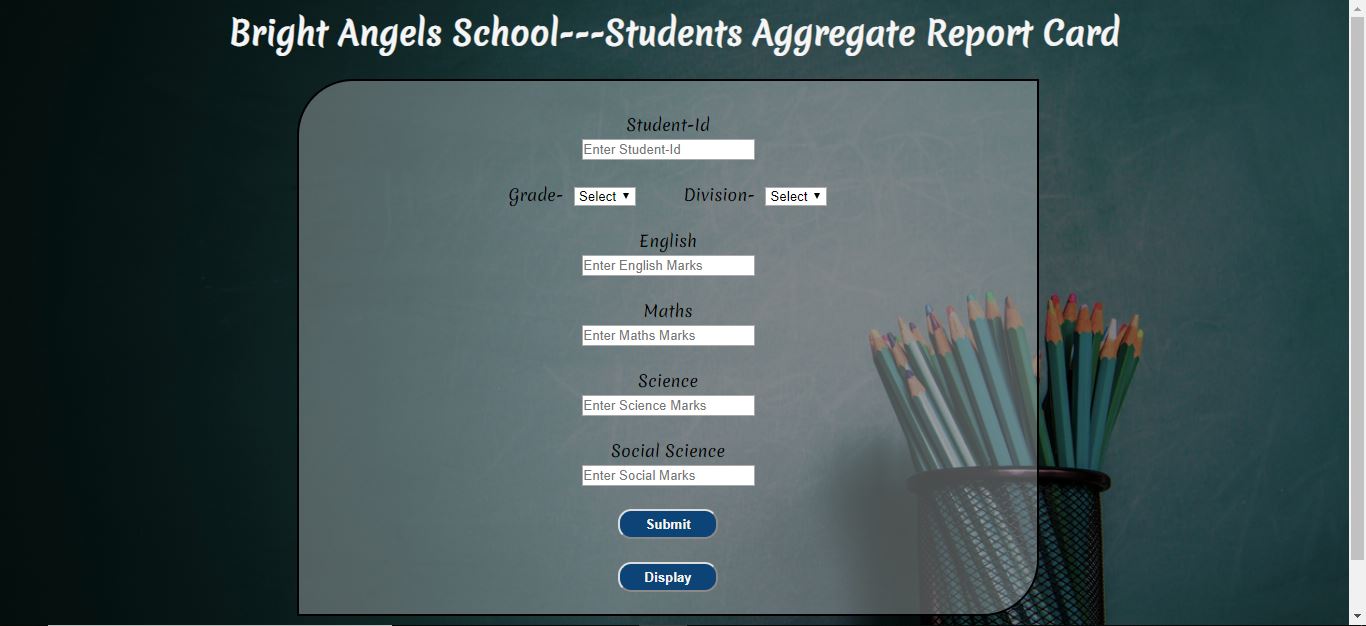 Bright Angels School---Students Aggregate Report Card
Student-Id
Enter Student-Id
Grade- Select Division- Select
English
Enter English Marks
Maths
Enter Maths Marks
Science
Enter Science Marks
Social Science
Enter Social Marks
Submit
Display